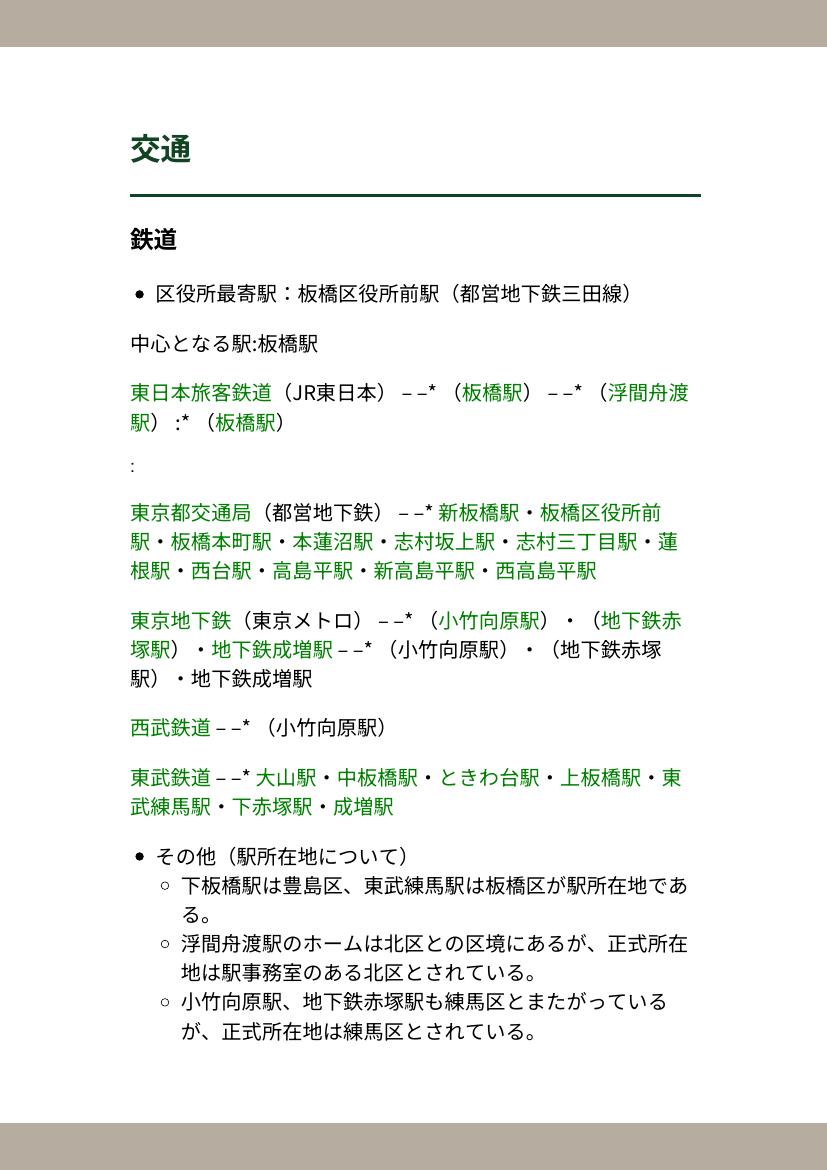 交通
鉄道
• 区役所最寄駅：板橋区役所前駅（都営地下鉄三田線）
中心となる駅:板橋駅
東日本旅客鉄道（JR東日本） – –* （板橋駅） – –* （浮間舟渡
駅） :* （板橋駅）
:
東京都交通局（都営地下鉄） – –* 新板橋駅・板橋区役所前
駅・板橋本町駅・本蓮沼駅・志村坂上駅・志村三丁目駅・蓮
根駅・西台駅・高島平駅・新高島平駅・西高島平駅
東京地下鉄（東京メトロ） – –* （小竹向原駅）・（地下鉄赤
塚駅）・地下鉄成増駅 – –* （小竹向原駅）・（地下鉄赤塚
駅）・地下鉄成増駅
西武鉄道 – –* （小竹向原駅）
東武鉄道 – –* 大山駅・中板橋駅・ときわ台駅・上板橋駅・東
武練馬駅・下赤塚駅・成増駅
• その他（駅所在地について）
◦ 下板橋駅は豊島区、東武練馬駅は板橋区が駅所在地であ
る。
◦ 浮間舟渡駅のホームは北区との区境にあるが、正式所在
地は駅事務室のある北区とされている。
◦ 小竹向原駅、地下鉄赤塚駅も練馬区とまたがっている
が、正式所在地は練馬区とされている。